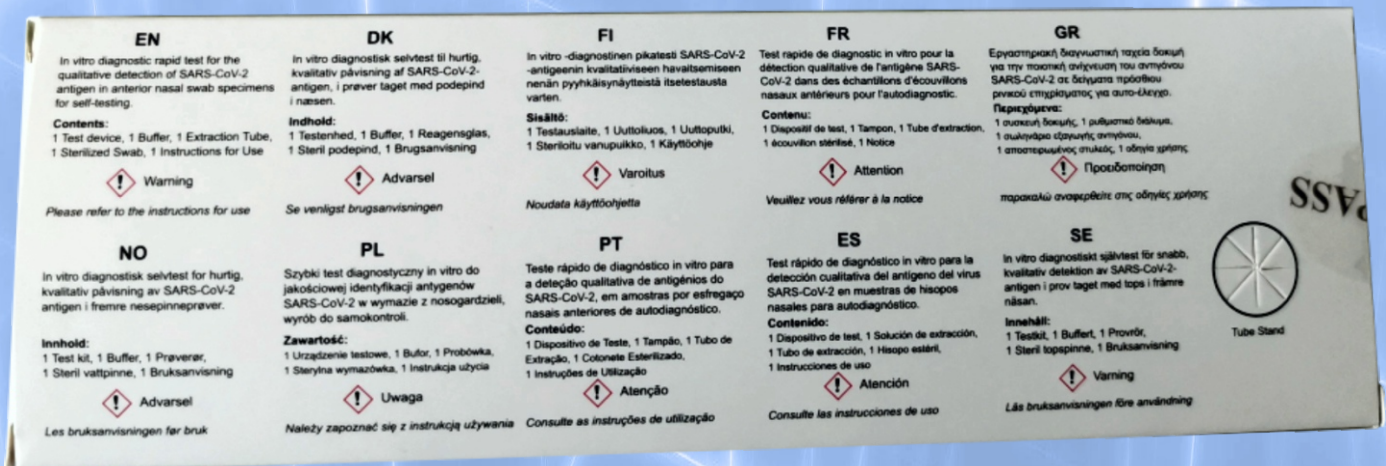 EN
In vitro diagnostic rapid test for the
qualitative detection of SARS-CoV-2
antigen in anterior nasal swab specimens
for self-testing.
Contents:
1 Test device, 1 Buffer, 1 Extraction Tube,
1 Sterilized Swab, 1 Instructions for Use
Warning
Please refer to the instructions for use
DK
In vitro diagnostisk selvtest til hurtig,
kvalitativ påvisning af SARS-CoV-2-
antigen, i prøver taget med podepind
i næsen.
Indhold:
1 Testenhed, 1 Buffer, 1 Reagensglas,
1 Steril podepind, 1 Brugsanvisning
Advarsel
Se venligst brugsanvisningen
FI
In vitro -diagnostinen pikatesti SARS-CoV-2
-antigeenin kvalitatiiviseen havaitsemiseen
nenän pyyhkäisynäytteistä itsetestausta
varten.
Sisältö:
1 Testauslaite, 1 Uuttoliuos, 1 Uuttoputki,
1 Steriloitu vanupuikko, 1 Käyttöohje
Varoitus
Noudata käyttöohjetta
FR
Test rapide de diagnostic in vitro pour la
détection qualitative de l'antigène SARS-
CoV-2 dans des échantillons d'écouvillons
nasaux antérieurs pour l'autodiagnostic.
Contenu:
1 Dispositif de test, 1 Tampon, 1 Tube d'extraction,
1 écouvillon stérilisé, 1 Notice
Attention
Veuillez vous référer à la notice
GR
Εργαστηριακή διαγνωστική ταχεία δοκιμή
για την ποιοτική ανίχνευση του αντιγόνου
SARS-CoV-2 σε δείγματα πρόσθιου
ρινικού επιχρίσματος για αυτο-έλεγχο.
Περιεχόμενα:
1 συσκευή δοκιμής, 1 ρυθμιστικό διάλυμα,
1 σωληνάριο εξαγωγής αντιγόνου,
1 αποστειρωμένος στυλεός, 1 οδηγία χρήσης
Προειδοποίηση
παρακαλώ αναφερθείτε στις οδηγίες χρήσης
PASS
NO
In vitro diagnostisk selvtest for hurtig,
kvalitativ påvisning av SARS-CoV-2
antigen i fremre nesepinneprøver.
Innhold:
1 Test kit, 1 Buffer, 1 Prøverør,
1 Steril vattpinne, 1 Bruksanvisning
Advarsel
Les bruksanvisningen før bruk
PL
Szybki test diagnostyczny in vitro do
jakościowej identyfikacji antygenów
SARS-CoV-2 w wymazie z nosogardzieli,
wyrób do samokontroli.
Zawartość:
1 Urządzenie testowe, 1 Bufor, 1 Probówka,
1 Sterylna wymazówka, 1 Instrukcja użycia
Uwaga
Należy zapoznać się z instrukcją używania
PT
Teste rápido de diagnóstico in vitro para
a deteção qualitativa de antigénios do
SARS-CoV-2, em amostras por esfregaço
nasais anteriores de autodiagnóstico.
Conteúdo:
1 Dispositivo de Teste, 1 Tampão, 1 Tubo de
Extração, 1 Cotonete Esterilizado,
1 Instruções de Utilização
Atenção
Consulte as instruções de utilização
ES
Test rápido de diagnóstico in vitro para la
detección cualitativa del antígeno del virus
SARS-CoV-2 en muestras de hisopos
nasales para autodiagnóstico.
Contenido:
1 Dispositivo de test, 1 Solución de extracción,
1 Tubo de extracción, 1 Hisopo estéril,
1 Instrucciones de uso
Atención
Consulte las instrucciones de uso
SE
In vitro diagnostiskt självtest för snabb,
kvalitativ detektion av SARS-CoV-2-
antigen i prov taget med tops i främre
näsan.
Innehåll:
1 Testkit, 1 Buffert, 1 Provrör,
1 Steril topspinne, 1 Bruksanvisning
Varning
Läs bruksanvisningen före användning
Tube Stand